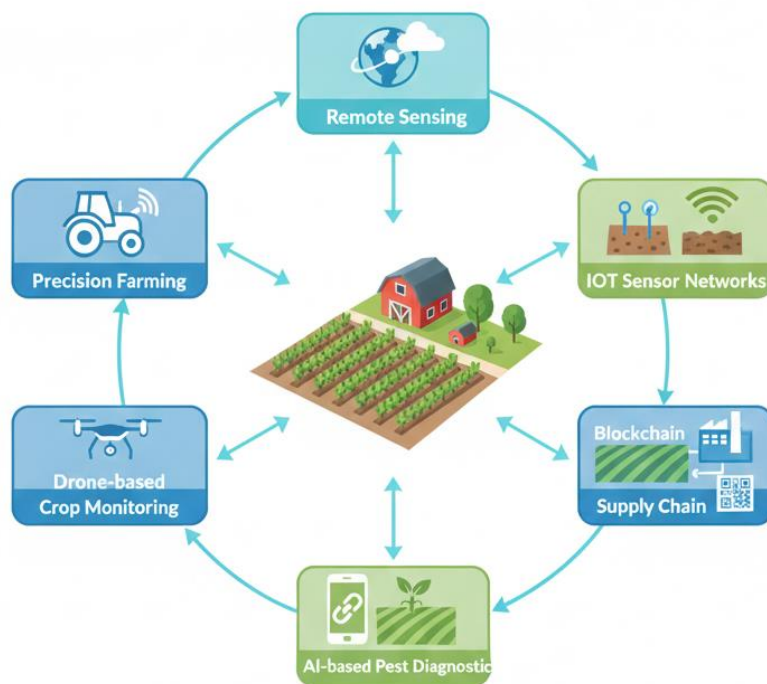 Remote Sensing
Precision Farming
IOT Sensor Networks
Blockchain
Supply Chain
Drone-based
Crop Monitoring
AI-based Pest Diagnostic